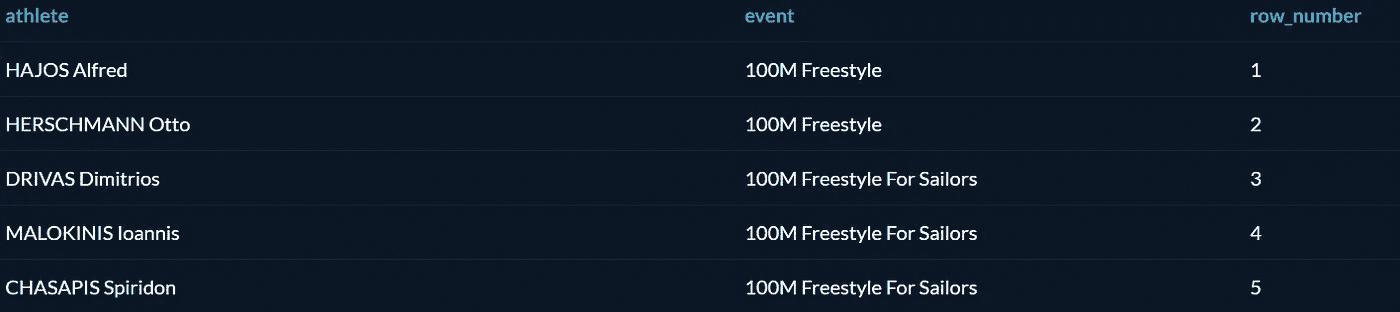 athlete event row_number
HAJOS Alfred 100M Freestyle 1
HERSCHMANN Otto 100M Freestyle 2
DRIVAS Dimitrios 100M Freestyle For Sailors 3
MALOKINIS Ioannis 100M Freestyle For Sailors 4
CHASAPIS Spiridon 100M Freestyle For Sailors 5